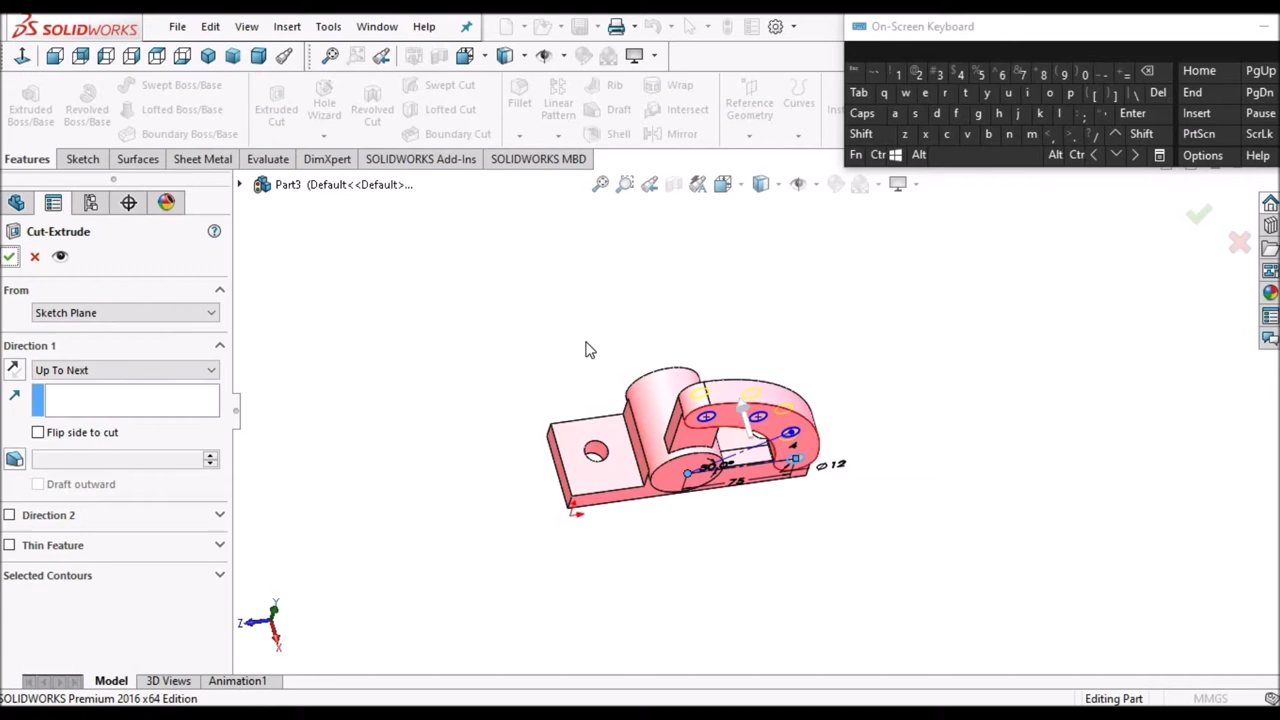 SOLIDWORKS File Edit View Insert Tools Window Help
On-Screen Keyboard
Home PgUp
Tab q w e r t y u i o p [ ] \ Del End PgDn
Caps a s d f g h j k l ; ' Enter Insert Pause
Shift z x c v b n m , . / Shift PrtScn ScrLk
Fn Ctrl Alt Alt Ctrl Options Help
Extruded Boss/Base
Revolved Boss/Base
Swept Boss/Base
Lofted Boss/Base
Boundary Boss/Base
Extruded Cut
Hole Wizard
Revolved Cut
Swept Cut
Lofted Cut
Boundary Cut
Fillet
Linear Pattern
Rib
Draft
Shell
Wrap
Intersect
Mirror
Reference Geometry
Curves
Features Sketch Surfaces Sheet Metal Evaluate DimXpert SOLIDWORKS Add-Ins SOLIDWORKS MBD
Part3 (Default<<Default>...
Cut-Extrude
From
Sketch Plane
Direction 1
Up To Next
Flip side to cut
Draft outward
Direction 2
Thin Feature
Selected Contours
4
75
⌀12
Y
Z
X
Model 3D Views Animation1
SOLIDWORKS Premium 2016 x64 Edition
Editing Part
MMGS